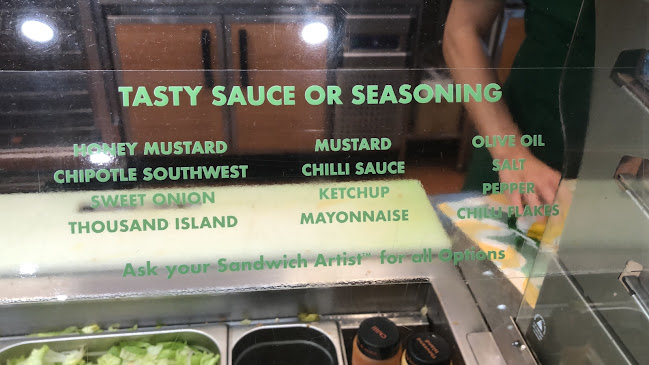 TASTY SAUCE OR SEASONING
HONEY MUSTARD MUSTARD OLIVE OIL
CHIPOTLE SOUTHWEST CHILLI SAUCE SALT
SWEET ONION KETCHUP PEPPER
THOUSAND ISLAND MAYONNAISE CHILLI FLAKES
Ask your Sandwich Artist™ for all Options